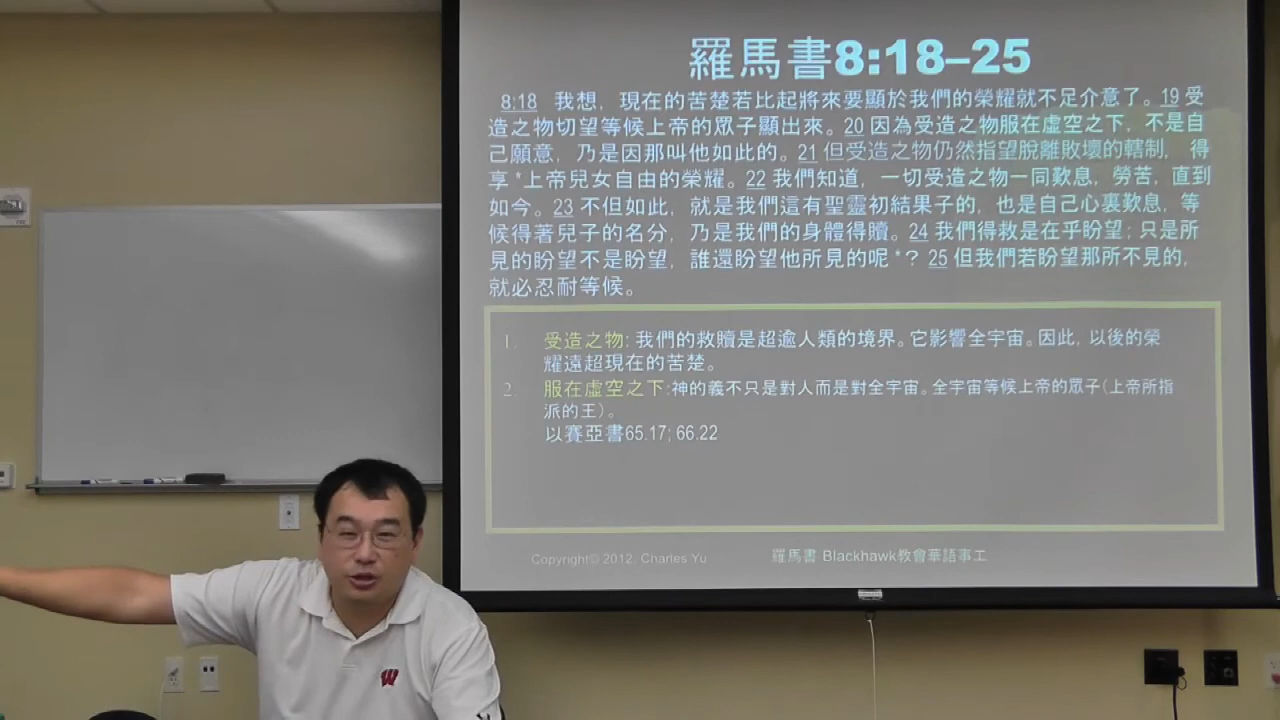 羅馬書8:18–25
8:18 我想，現在的苦楚若比起將來要顯於我們的榮耀就不足介意了。19 受
造之物切望等候上帝的眾子顯出來。20 因為受造之物服在虛空之下，不是自
己願意，乃是因那叫他如此的。21 但受造之物仍然指望脫離敗壞的轄制，得
享 *上帝兒女自由的榮耀。22 我們知道，一切受造之物一同歎息，勞苦，直到
如今。23 不但如此，就是我們這有聖靈初結果子的，也是自己心裏歎息，等
候得著兒子的名分，乃是我們的身體得贖。24 我們得救是在乎盼望；只是所
見的盼望不是盼望，誰還盼望他所見的呢 *？25 但我們若盼望那所不見的，
就必忍耐等候。
1. 受造之物: 我們的救贖是超逾人類的境界。它影響全宇宙。因此，以後的榮
耀遠超現在的苦楚。
2. 服在虛空之下:神的義不只是對人而是對全宇宙。全宇宙等候上帝的眾子(上帝所指
派的王)。
以賽亞書65.17; 66.22
Copyright© 2012. Charles Yu
羅馬書 Blackhawk教會華語事工
W